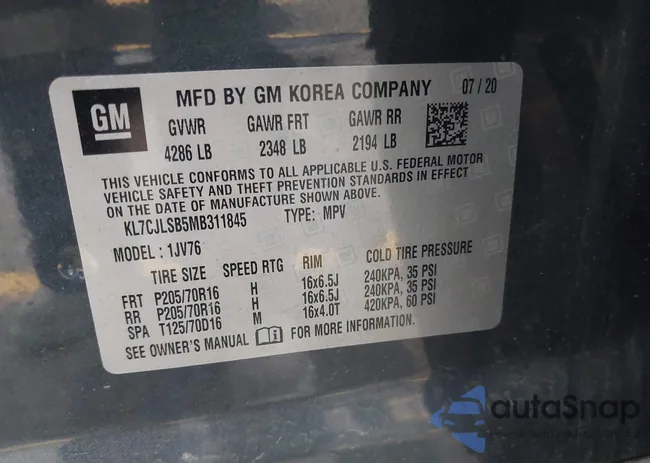 GM
MFD BY GM KOREA COMPANY 07/20
GVWR GAWR FRT GAWR RR
4286 LB 2348 LB 2194 LB
THIS VEHICLE CONFORMS TO ALL APPLICABLE U.S. FEDERAL MOTOR
VEHICLE SAFETY AND THEFT PREVENTION STANDARDS IN EFFECT
ON THE DATE OF MANUFACTURE SHOWN ABOVE.
KL7CJLSB5MB311845 TYPE: MPV
MODEL: 1JV76
TIRE SIZE SPEED RTG RIM COLD TIRE PRESSURE
FRT P205/70R16 H 16x6.5J 240KPA, 35 PSI
RR P205/70R16 H 16x6.5J 240KPA, 35 PSI
SPA T125/70D16 M 16x4.0T 420KPA, 60 PSI
SEE OWNER'S MANUAL FOR MORE INFORMATION.
autaSnap